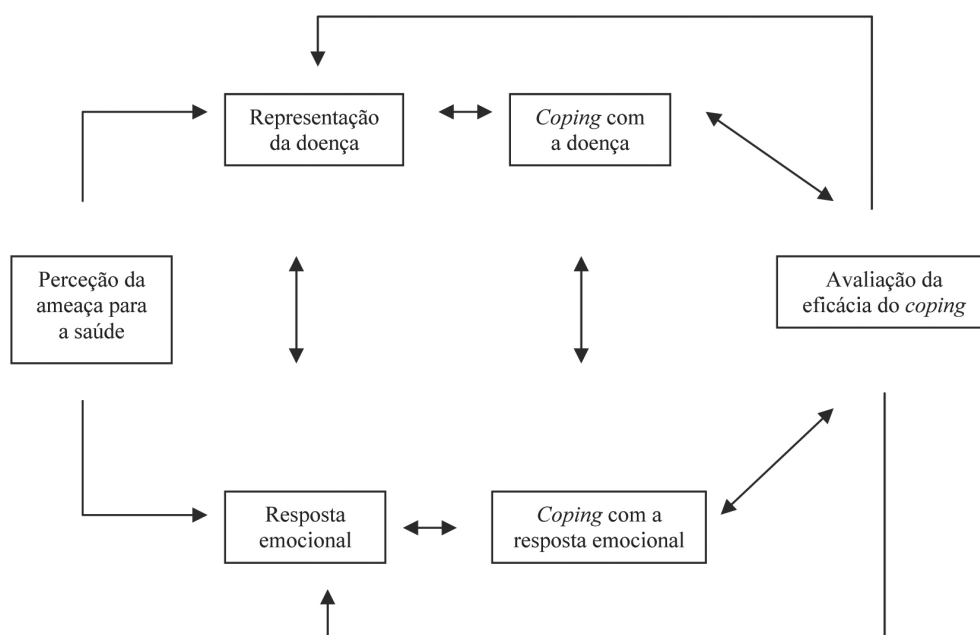 Representação
da doença
Coping com
a doença
Perceção da
ameaça para
a saúde
Avaliação da
eficácia do coping
Resposta
emocional
Coping com a
resposta emocional